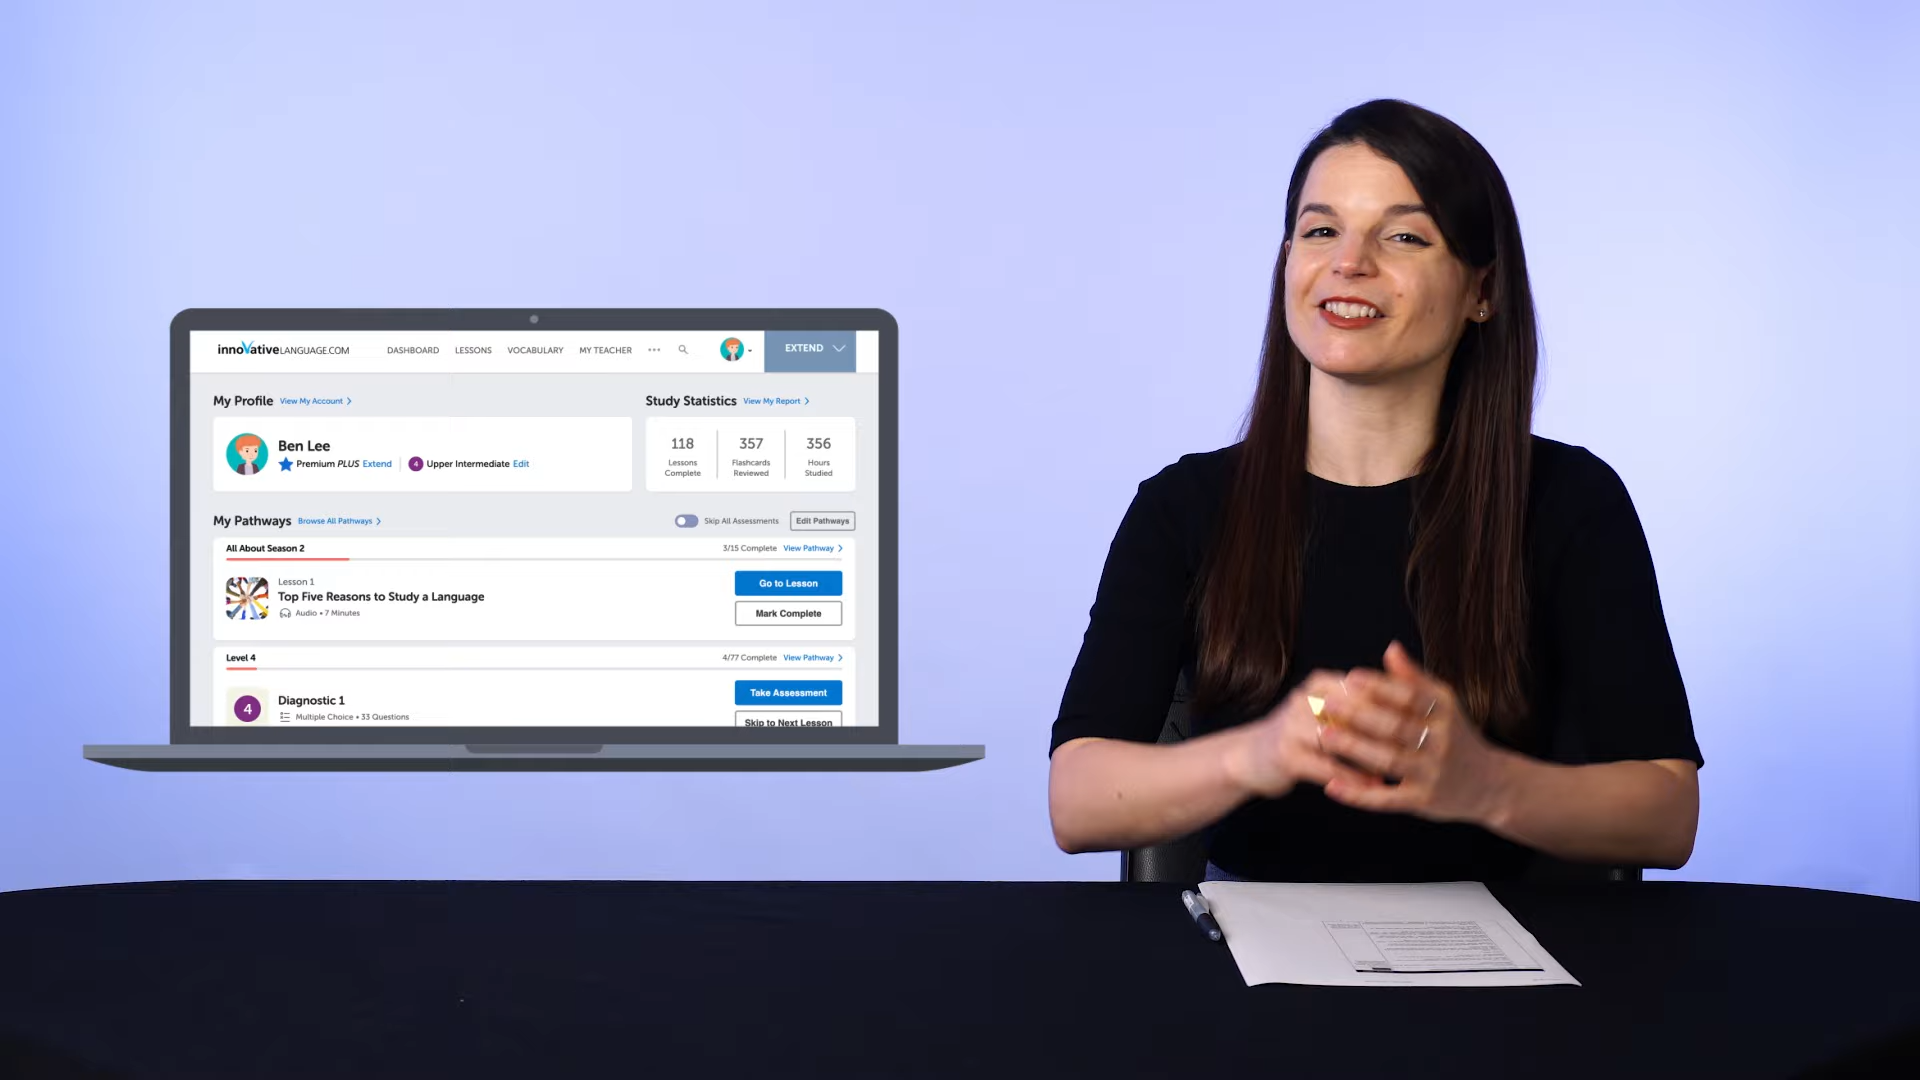 innoVative LANGUAGE.COM
DASHBOARD LESSONS VOCABULARY MY TEACHER ••• EXTEND
My Profile View My Account >
Study Statistics View My Report >
Ben Lee
Premium PLUS Extend | 4 Upper Intermediate Edit
118 357 356
Lessons Complete
Flashcards Reviewed
Hours Studied
My Pathways Browse All Pathways >
Skip All Assessments Edit Pathways
All About Season 2
3/15 Complete View Pathway >
Lesson 1
Top Five Reasons to Study a Language
Audio • 7 Minutes
Go to Lesson
Mark Complete
Level 4
4/77 Complete View Pathway >
4
Diagnostic 1
Multiple Choice • 33 Questions
Take Assessment
Skip to Next Lesson